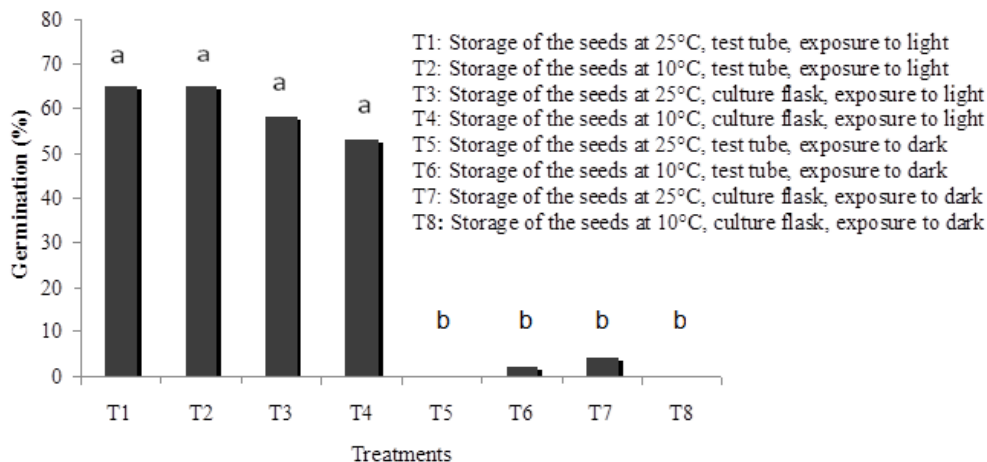 80
70
60
50
40
30
20
10
0
Germination (%)
a
a
a
a
b
b
b
b
T1: Storage of the seeds at 25°C, test tube, exposure to light
T2: Storage of the seeds at 10°C, test tube, exposure to light
T3: Storage of the seeds at 25°C, culture flask, exposure to light
T4: Storage of the seeds at 10°C, culture flask, exposure to light
T5: Storage of the seeds at 25°C, test tube, exposure to dark
T6: Storage of the seeds at 10°C, test tube, exposure to dark
T7: Storage of the seeds at 25°C, culture flask, exposure to dark
T8: Storage of the seeds at 10°C, culture flask, exposure to dark
T1 T2 T3 T4 T5 T6 T7 T8
Treatments